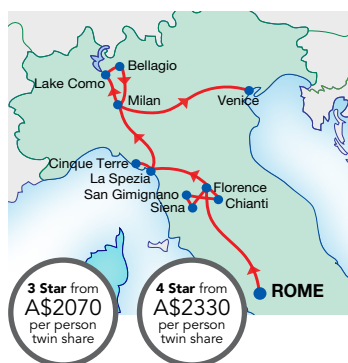 Bellagio
Lake Como
Milan
Venice
Cinque Terre
La Spezia
Florence
San Gimignano
Chianti
Siena
ROME
3 Star from
A$2070
per person
twin share
4 Star from
A$2330
per person
twin share